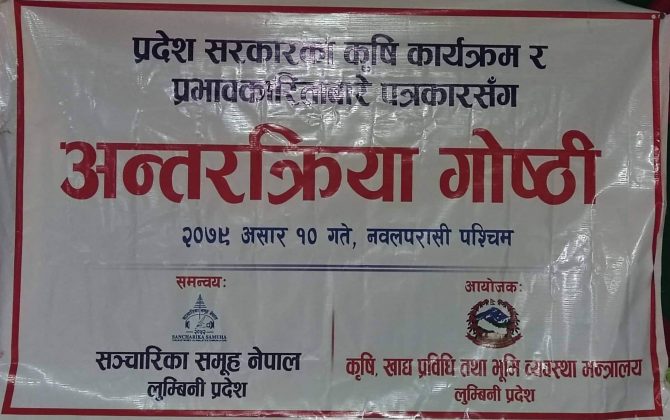 प्रदेश सरकारका कृषि कार्यक्रम र
प्रभावकारिताबारे पत्रकारसँग
अन्तरक्रिया गोष्ठी
२०७९ असार १० गते, नवलपरासी पश्चिम
समन्वय:
SANCHARIKA SAMUHA
सञ्चारिका समूह नेपाल
लुम्बिनी प्रदेश
आयोजक:
कृषि, खाद्य प्रविधि तथा भूमि व्यवस्था मन्त्रालय
लुम्बिनी प्रदेश